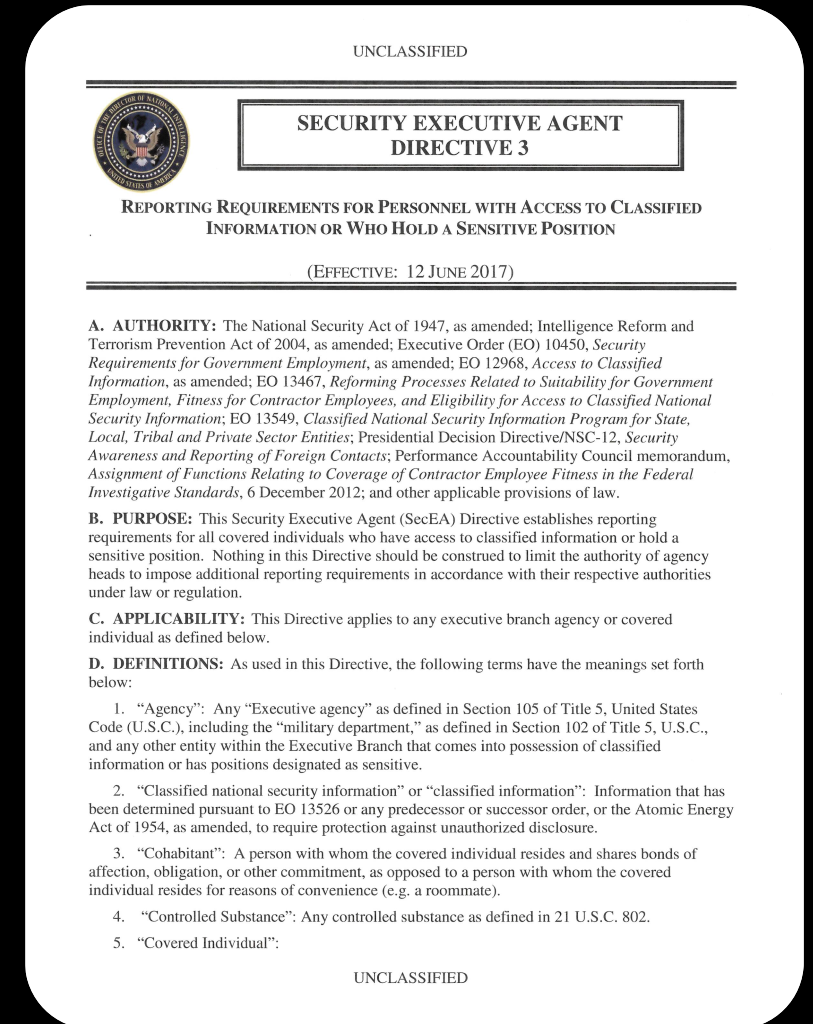 UNCLASSIFIED
OFFICE OF THE DIRECTOR OF NATIONAL INTELLIGENCE
UNITED STATES OF AMERICA
SECURITY EXECUTIVE AGENT
DIRECTIVE 3
REPORTING REQUIREMENTS FOR PERSONNEL WITH ACCESS TO CLASSIFIED
INFORMATION OR WHO HOLD A SENSITIVE POSITION
(EFFECTIVE: 12 JUNE 2017)
A. AUTHORITY: The National Security Act of 1947, as amended; Intelligence Reform and
Terrorism Prevention Act of 2004, as amended; Executive Order (EO) 10450, Security
Requirements for Government Employment, as amended; EO 12968, Access to Classified
Information, as amended; EO 13467, Reforming Processes Related to Suitability for Government
Employment, Fitness for Contractor Employees, and Eligibility for Access to Classified National
Security Information; EO 13549, Classified National Security Information Program for State,
Local, Tribal and Private Sector Entities; Presidential Decision Directive/NSC-12, Security
Awareness and Reporting of Foreign Contacts; Performance Accountability Council memorandum,
Assignment of Functions Relating to Coverage of Contractor Employee Fitness in the Federal
Investigative Standards, 6 December 2012; and other applicable provisions of law.
B. PURPOSE: This Security Executive Agent (SecEA) Directive establishes reporting
requirements for all covered individuals who have access to classified information or hold a
sensitive position. Nothing in this Directive should be construed to limit the authority of agency
heads to impose additional reporting requirements in accordance with their respective authorities
under law or regulation.
C. APPLICABILITY: This Directive applies to any executive branch agency or covered
individual as defined below.
D. DEFINITIONS: As used in this Directive, the following terms have the meanings set forth
below:
1. “Agency”: Any “Executive agency” as defined in Section 105 of Title 5, United States
Code (U.S.C.), including the “military department,” as defined in Section 102 of Title 5, U.S.C.,
and any other entity within the Executive Branch that comes into possession of classified
information or has positions designated as sensitive.
2. “Classified national security information” or “classified information”: Information that has
been determined pursuant to EO 13526 or any predecessor or successor order, or the Atomic Energy
Act of 1954, as amended, to require protection against unauthorized disclosure.
3. “Cohabitant”: A person with whom the covered individual resides and shares bonds of
affection, obligation, or other commitment, as opposed to a person with whom the covered
individual resides for reasons of convenience (e.g. a roommate).
4. “Controlled Substance”: Any controlled substance as defined in 21 U.S.C. 802.
5. “Covered Individual”:
UNCLASSIFIED